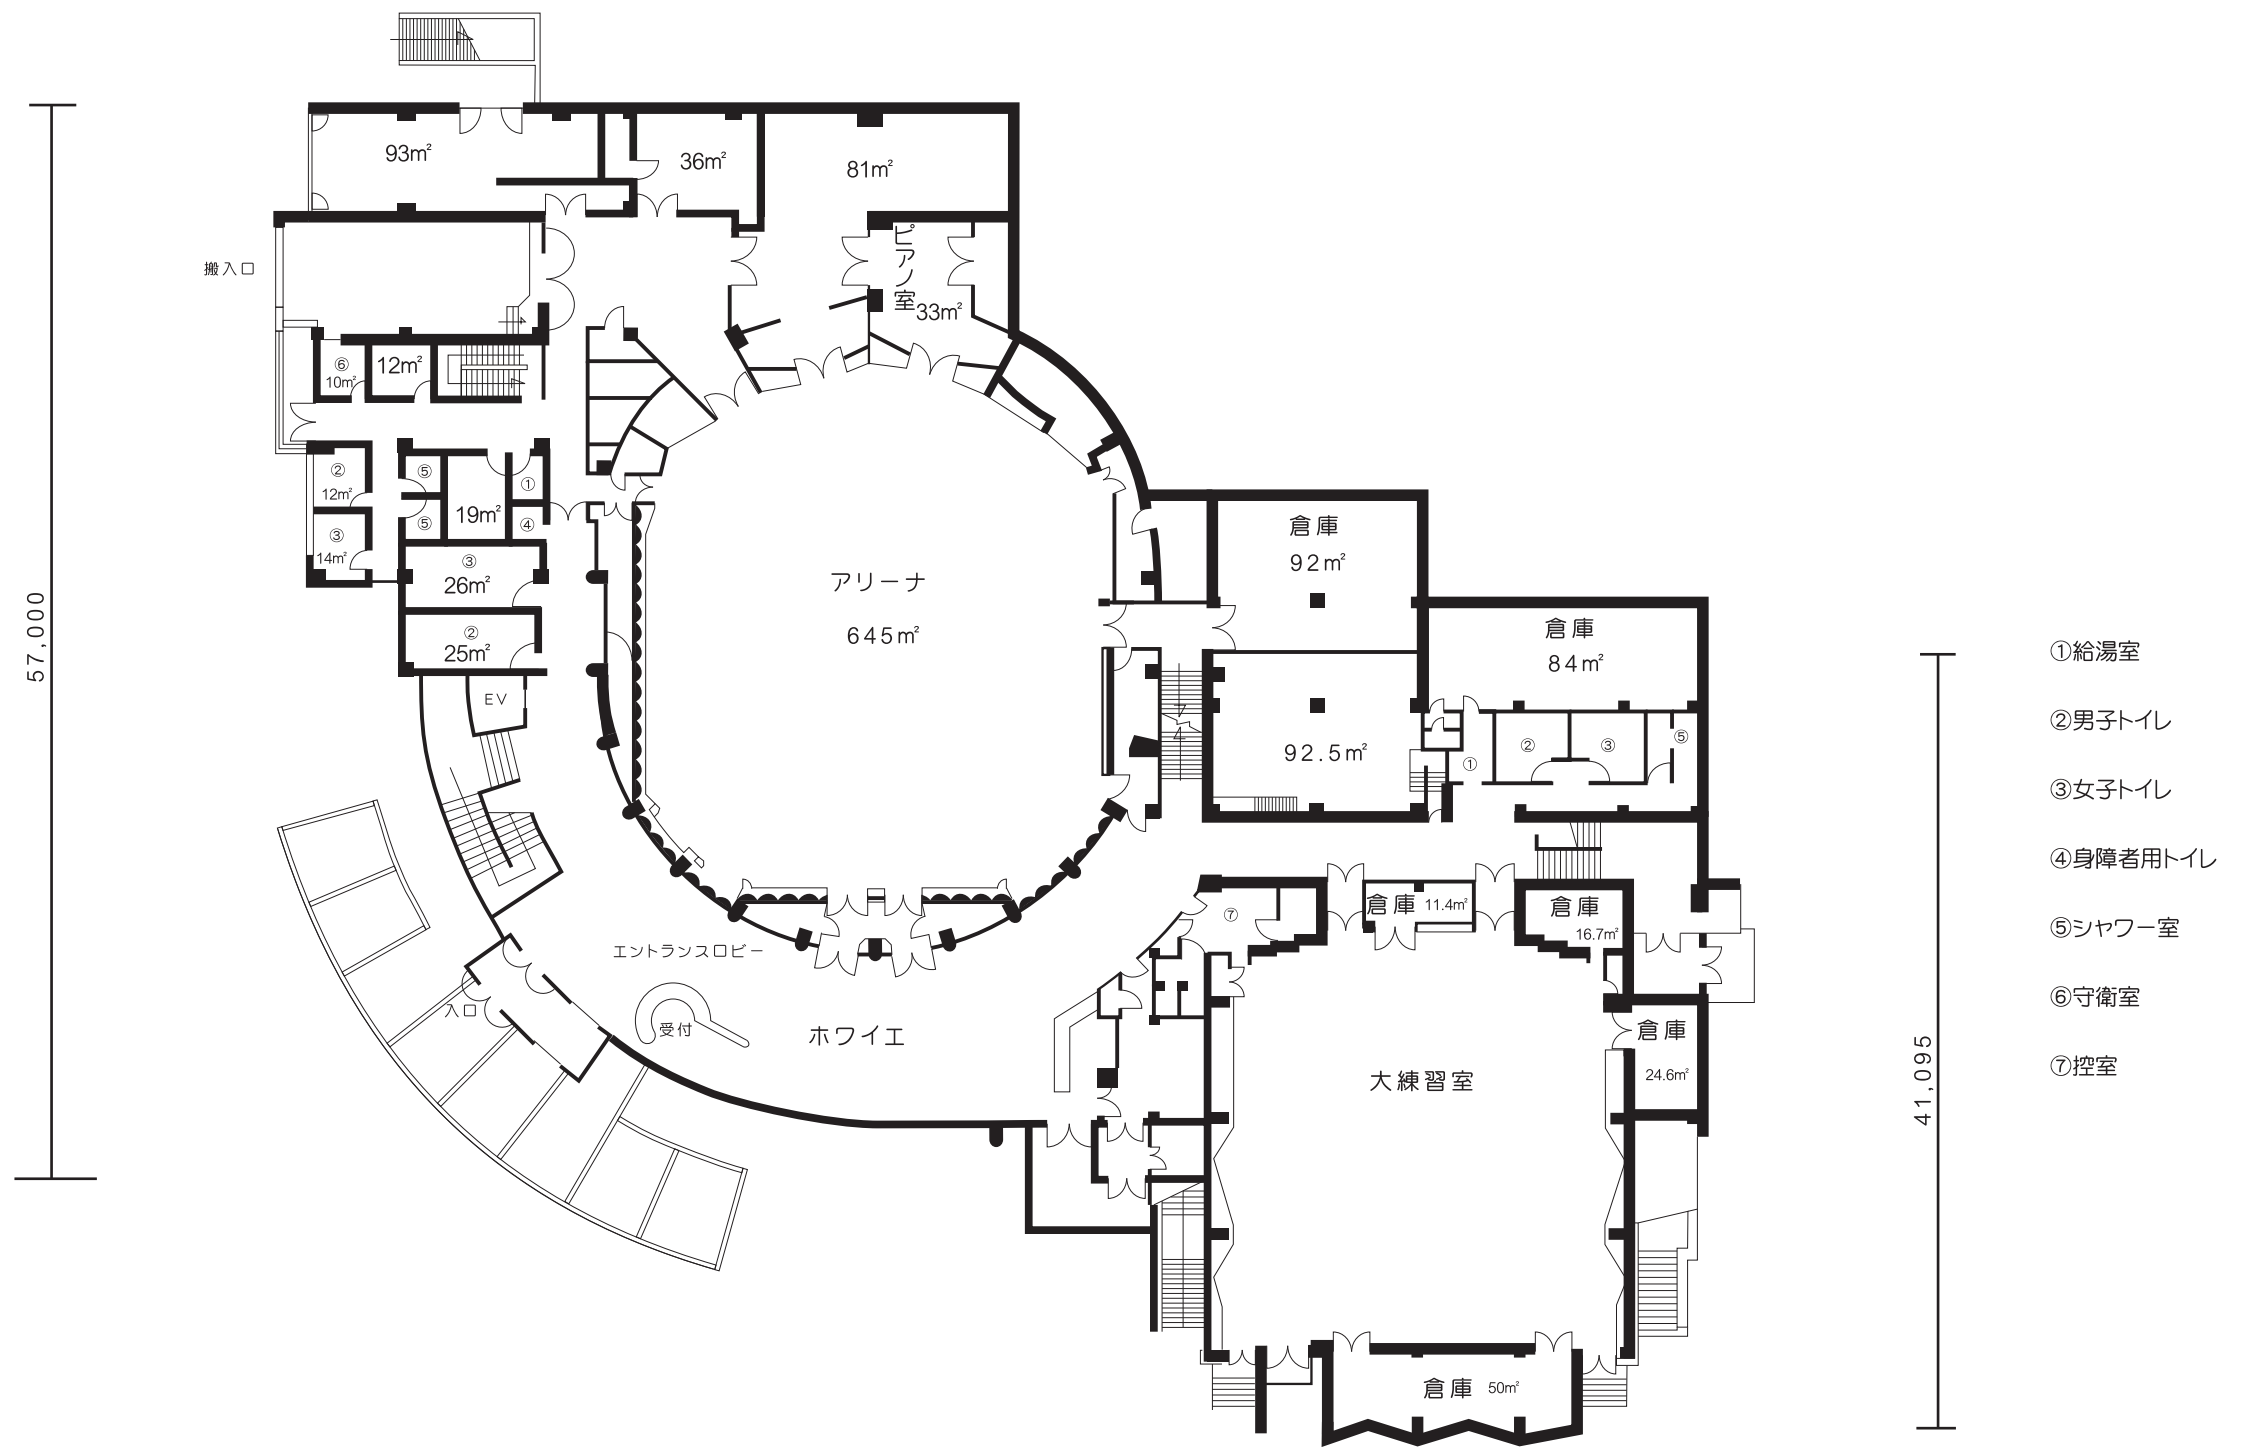 93m²
36m²
81m²
ピアノ室
33m²
搬入口
⑥
10m²
12m²
②
12m²
⑤
①
19m²
⑤
④
③
14m²
③
26m²
②
25m²
EV
57,000
アリーナ
645m²
倉庫
92m²
倉庫
84m²
92.5m²
①
②
③
⑤
⑦
倉庫 11.4m²
倉庫
16.7m²
エントランスロビー
入口
受付
ホワイエ
大練習室
倉庫
24.6m²
倉庫 50m²
41,095
①給湯室
②男子トイレ
③女子トイレ
④身障者用トイレ
⑤シャワー室
⑥守衛室
⑦控室